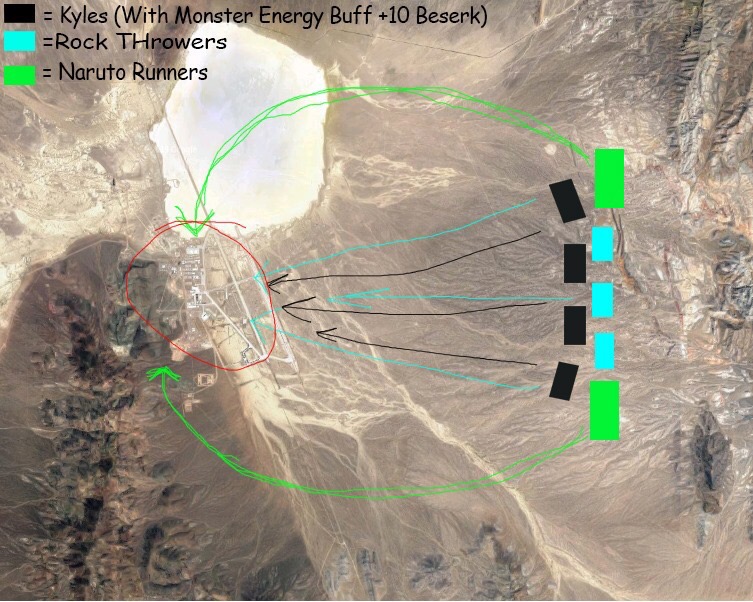 = Kyles (With Monster Energy Buff +10 Beserk)
=Rock THrowers
= Naruto Runners